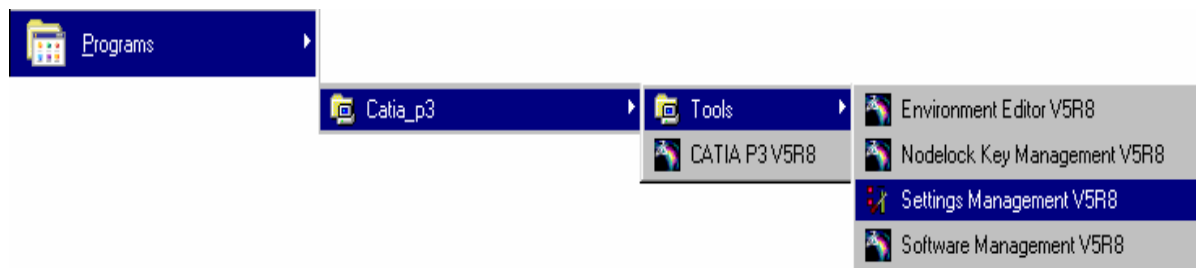 Programs
Catia_p3
Tools
CATIA P3 V5R8
Environment Editor V5R8
Nodelock Key Management V5R8
Settings Management V5R8
Software Management V5R8